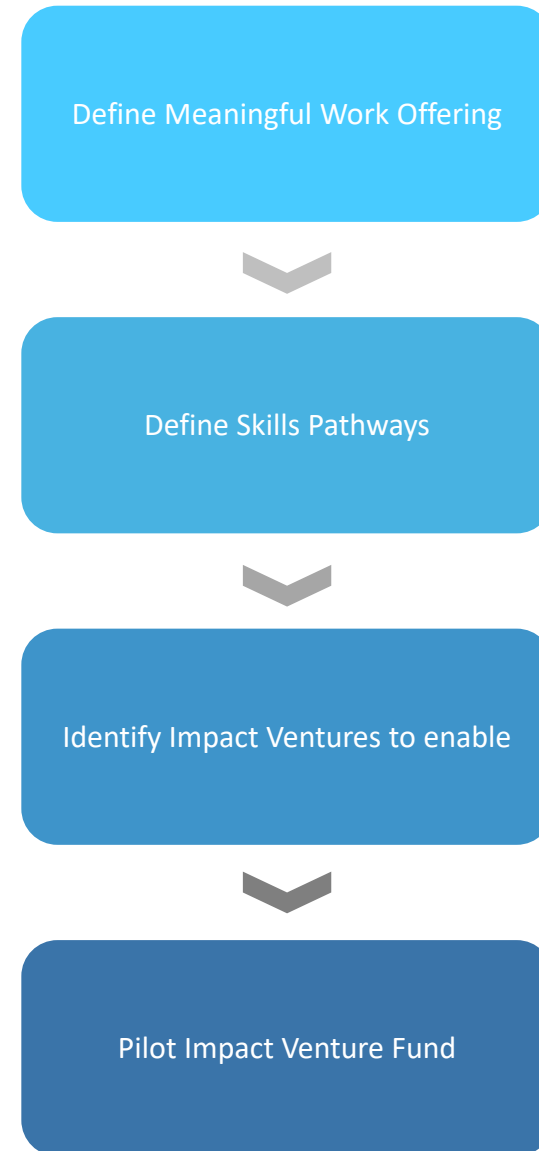 Define Meaningful Work Offering
Define Skills Pathways
Identify Impact Ventures to enable
Pilot Impact Venture Fund